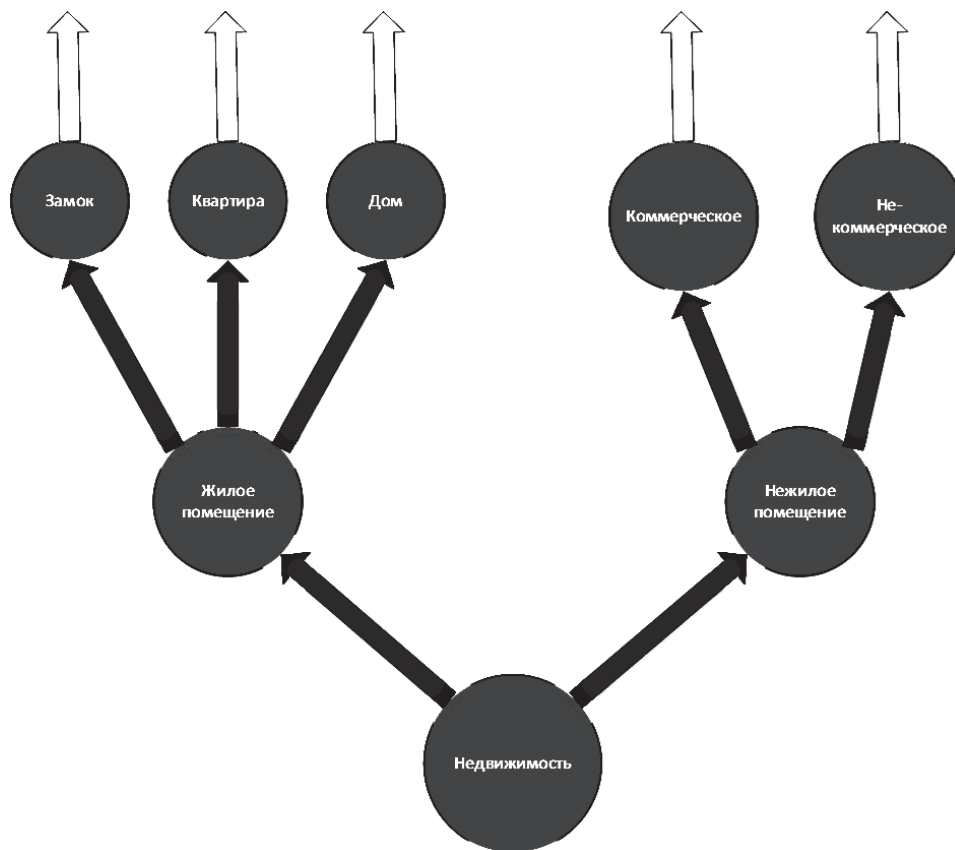 Замок
Квартира
Дом
Коммерческое
Не-
коммерческое
Жилое
помещение
Нежилое
помещение
Недвижимость